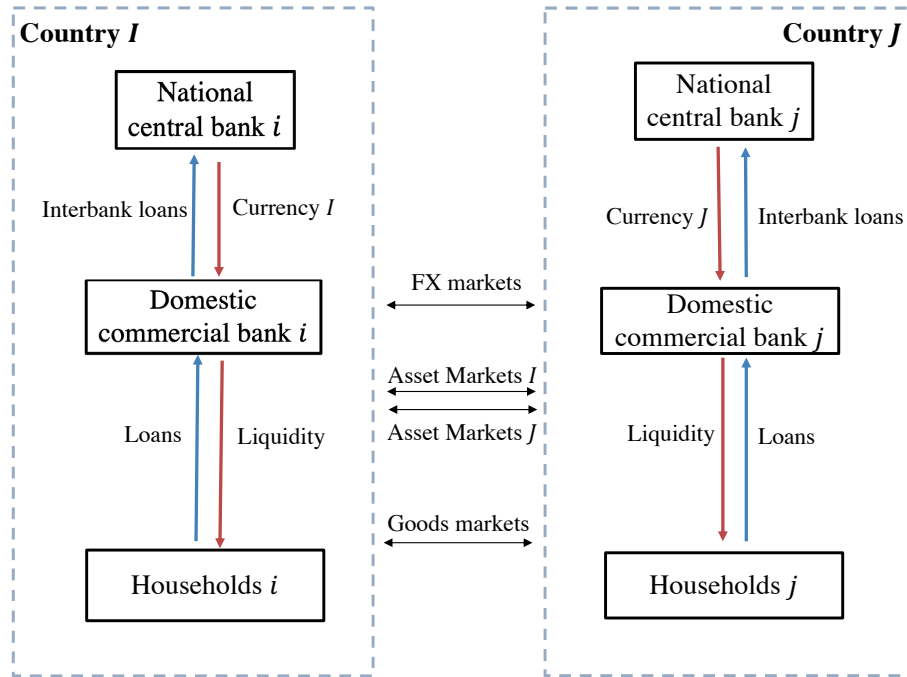 Country I
National
central bank i
Interbank loans
Currency I
Domestic
commercial bank i
Loans
Liquidity
Households i
FX markets
Asset Markets I
Asset Markets J
Goods markets
Country J
National
central bank j
Currency J
Interbank loans
Domestic
commercial bank j
Liquidity
Loans
Households j